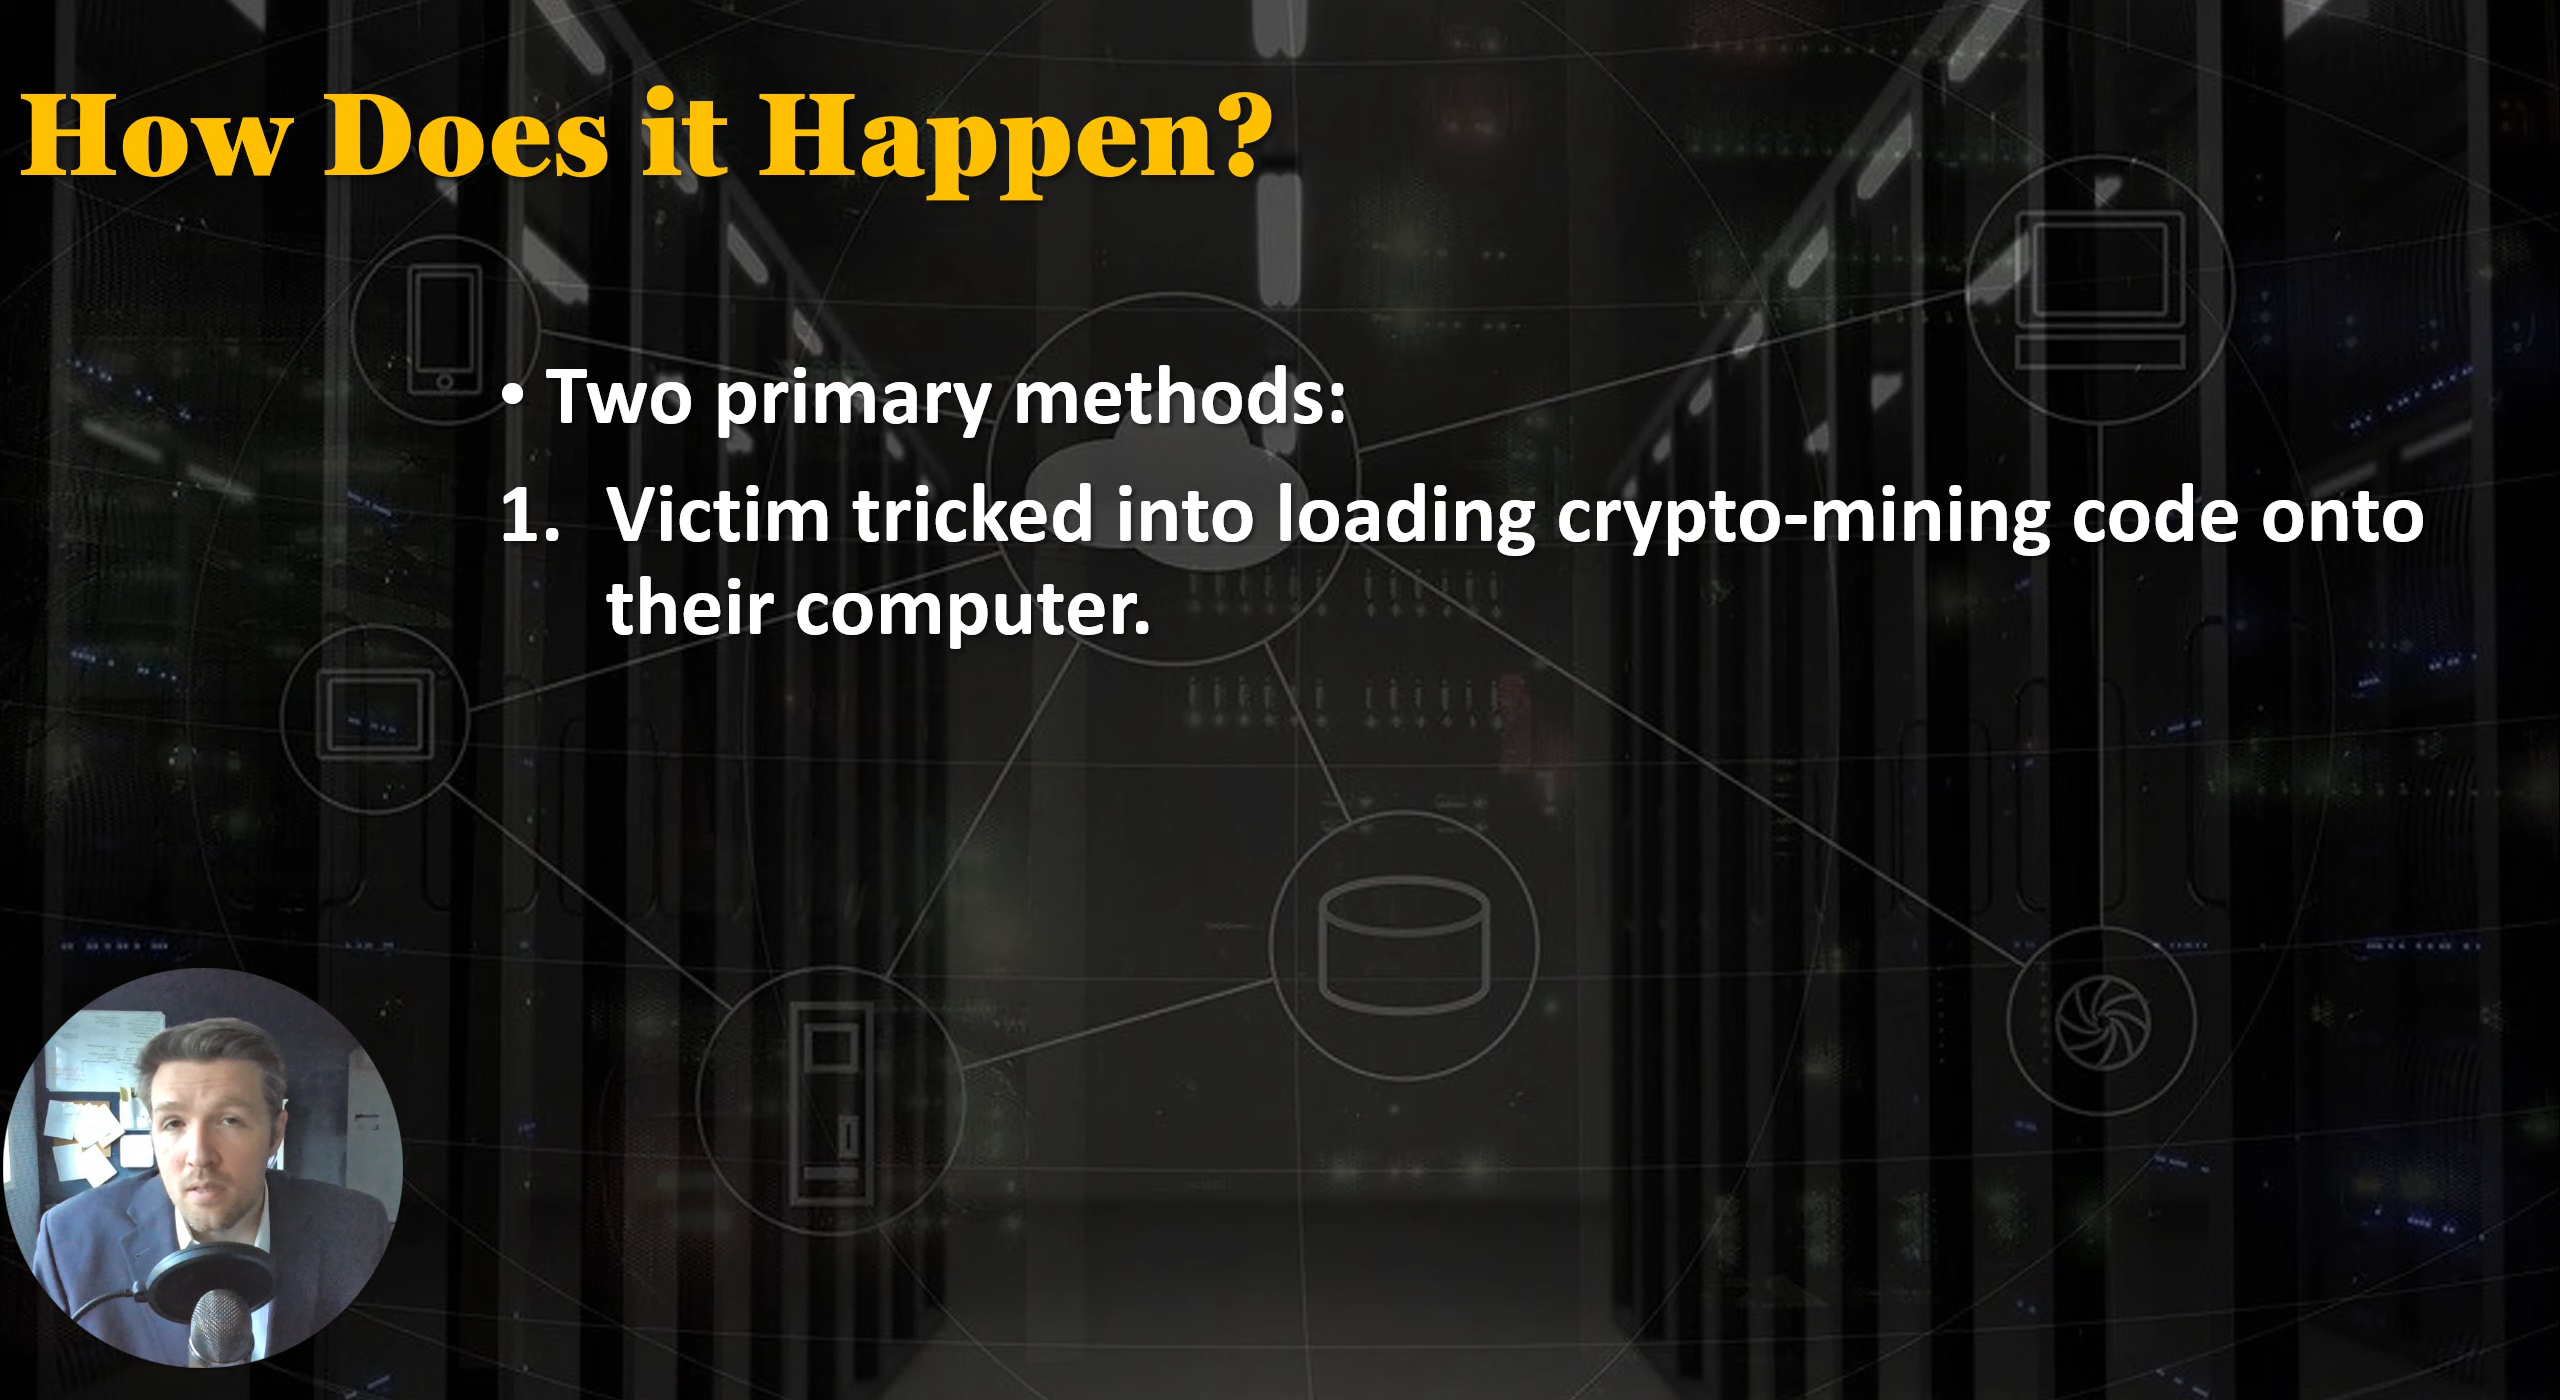 How Does it Happen?
• Two primary methods:
1. Victim tricked into loading crypto-mining code onto
their computer.